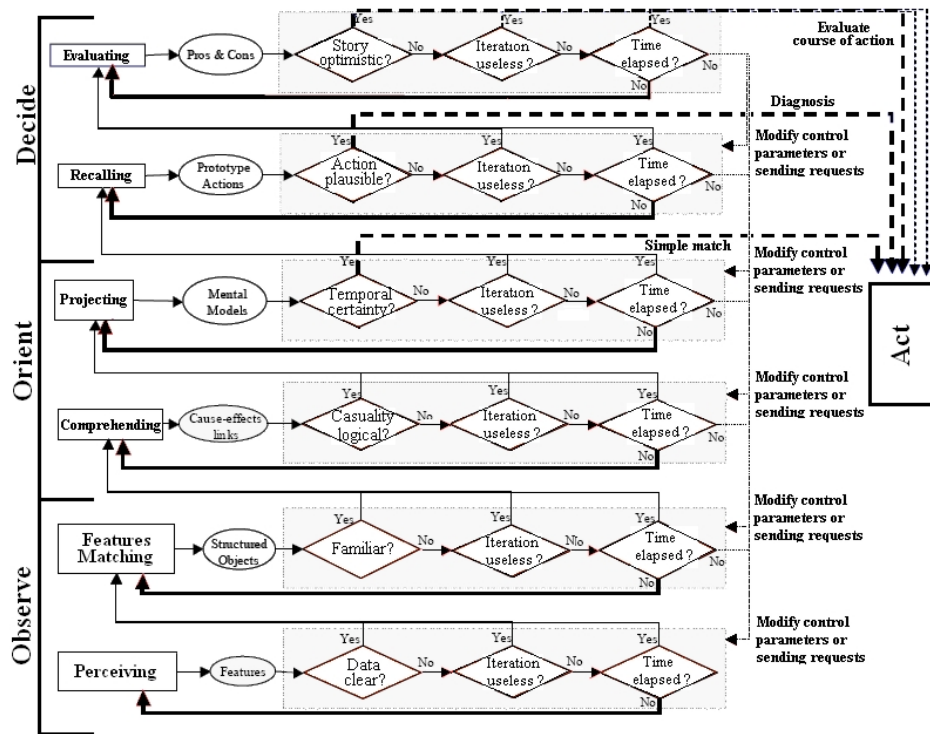 Decide
Evaluating
Pros & Cons
Story
optimistic?
Yes
No
Iteration
useless ?
Yes
No
Time
elapsed ?
Yes
No
No
Evaluate
course of action
Diagnosis
Recalling
Prototype
Actions
Action
plausible?
Yes
No
Iteration
useless ?
Yes
No
Time
elapsed ?
Yes
No
No
Modify control
parameters or
sending requests
Simple match
Orient
Projecting
Mental
Models
Temporal
certainty?
Yes
No
Iteration
useless ?
Yes
No
Time
elapsed ?
Yes
No
No
Modify control
parameters or
sending requests
Act
Comprehending
Cause-effects
links
Casuality
logical?
Yes
No
Iteration
useless ?
Yes
No
Time
elapsed ?
Yes
No
No
Modify control
parameters or
sending requests
Observe
Features
Matching
Structured
Objects
Familiar?
Yes
No
Iteration
useless ?
Yes
No
Time
elapsed ?
Yes
No
No
Modify control
parameters or
sending requests
Perceiving
Features
Data
clear?
Yes
No
Iteration
useless ?
Yes
No
Time
elapsed ?
Yes
No
Modify control
parameters or
sending requests